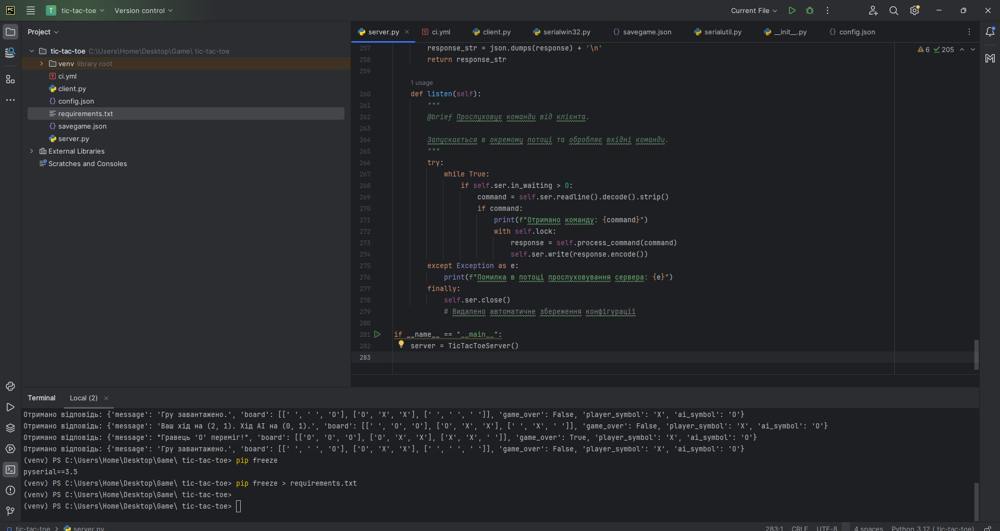 PC T tic-tac-toe Version control Current File
Project
server.py ci.yml client.py serialwin32.py savegame.json serialutil.py __init__.py config.json
tic-tac-toe C:\Users\Home\Desktop\Game\ tic-tac-toe
venv library root
ci.yml
client.py
config.json
requirements.txt
savegame.json
server.py
External Libraries
Scratches and Consoles
6 205
257 response_str = json.dumps(response) + '\n'
258 return response_str
259
1 usage
260 def listen(self):
261 """
262 @brief Прослуховує команди від клієнта.
263
264 Запускається в окремому потоці та обробляє вхідні команди.
265 """
266 try:
267 while True:
268 if self.ser.in_waiting > 0:
269 command = self.ser.readline().decode().strip()
270 if command:
271 print(f"Отримано команду: {command}")
272 with self.lock:
273 response = self.process_command(command)
274 self.ser.write(response.encode())
275 except Exception as e:
276 print(f"Помилка в потоці прослуховування сервера: {e}")
277 finally:
278 self.ser.close()
279 # Видалено автоматичне збереження конфігурації
280
281 if __name__ == "__main__":
282 server = TicTacToeServer()
283
Terminal Local (2)
Отримано відповідь: {'message': 'Гру завантажено.', 'board': [[' ', ' ', 'O'], ['O', 'X', 'X'], [' ', ' ', ' ']], 'game_over': False, 'player_symbol': 'X', 'ai_symbol': 'O'}
Отримано відповідь: {'message': 'Ваш хід на (2, 1). Хід AI на (0, 1).', 'board': [[' ', 'O', 'O'], ['O', 'X', 'X'], [' ', 'X', ' ']], 'game_over': False, 'player_symbol': 'X', 'ai_symbol': 'O'}
Отримано відповідь: {'message': "Гравець 'O' переміг!", 'board': [['O', 'O', 'O'], ['O', 'X', 'X'], ['X', 'X', ' ']], 'game_over': True, 'player_symbol': 'X', 'ai_symbol': 'O'}
Отримано відповідь: {'message': 'Гру завантажено.', 'board': [[' ', ' ', 'O'], ['O', 'X', 'X'], [' ', ' ', ' ']], 'game_over': False, 'player_symbol': 'X', 'ai_symbol': 'O'}
(venv) PS C:\Users\Home\Desktop\Game\ tic-tac-toe> pip freeze
pyserial==3.5
(venv) PS C:\Users\Home\Desktop\Game\ tic-tac-toe> pip freeze > requirements.txt
(venv) PS C:\Users\Home\Desktop\Game\ tic-tac-toe>
(venv) PS C:\Users\Home\Desktop\Game\ tic-tac-toe>
tic-tac-toe > server.py 283:1 CRLF UTF-8 4 spaces Python 3.12 ( tic-tac-toe)